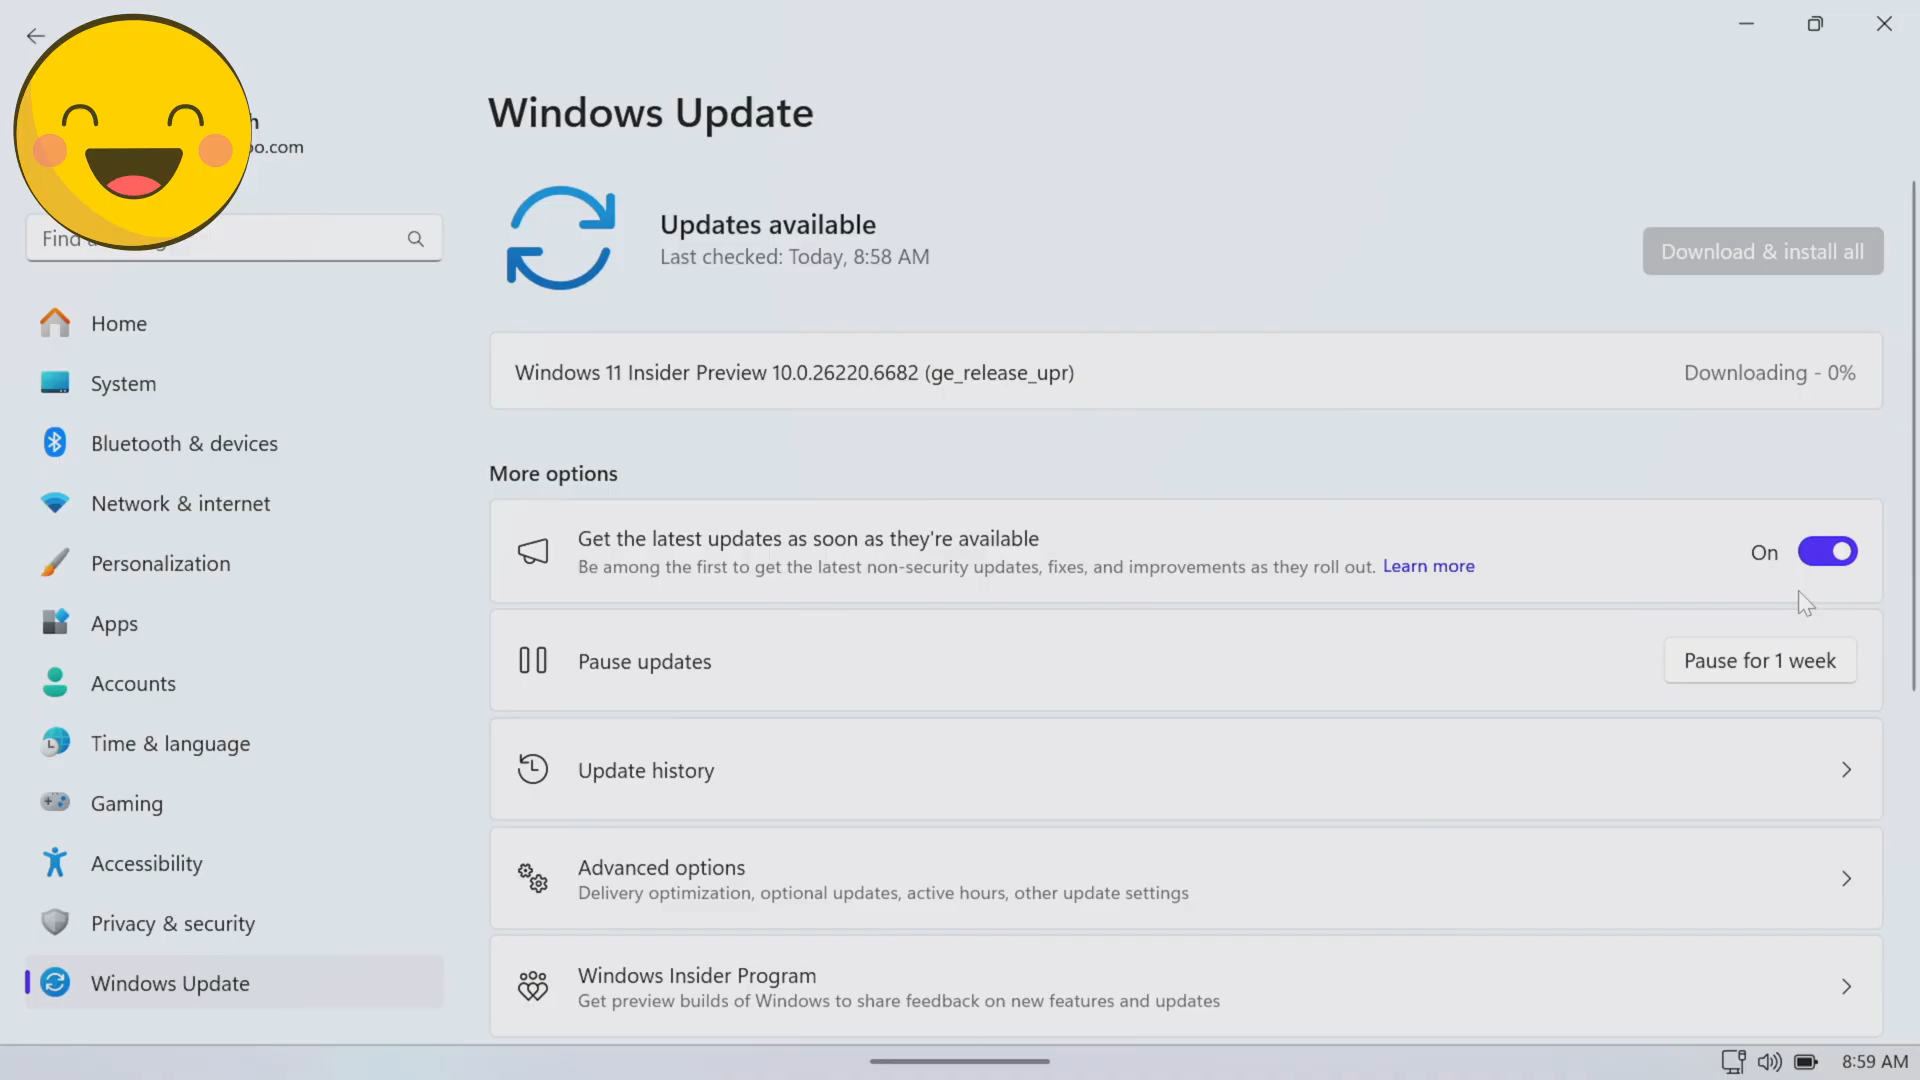 Windows Update
Find a
Updates available
Last checked: Today, 8:58 AM
Download & install all
Windows 11 Insider Preview 10.0.26220.6682 (ge_release_upr)
Downloading - 0%
More options
Get the latest updates as soon as they're available
Be among the first to get the latest non-security updates, fixes, and improvements as they roll out. Learn more
On
Pause updates
Pause for 1 week
Update history
Advanced options
Delivery optimization, optional updates, active hours, other update settings
Windows Insider Program
Get preview builds of Windows to share feedback on new features and updates
Home
System
Bluetooth & devices
Network & internet
Personalization
Apps
Accounts
Time & language
Gaming
Accessibility
Privacy & security
Windows Update
8:59 AM